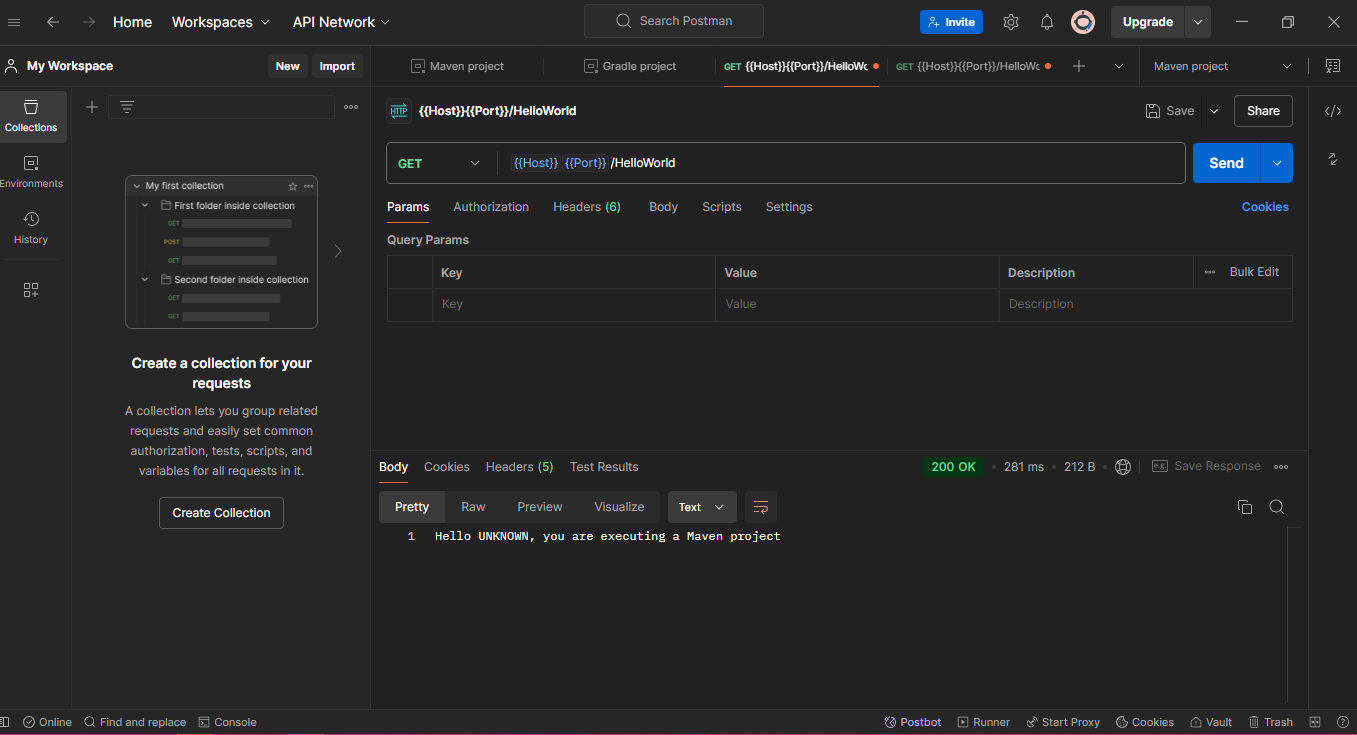 Home Workspaces API Network Search Postman Invite Upgrade
My Workspace New Import Maven project Gradle project GET {{Host}}{{Port}}/HelloWc GET {{Host}}{{Port}}/HelloWc Maven project
Collections
Environments
History
My first collection
First folder inside collection
GET
POST
GET
Second folder inside collection
GET
GET
Create a collection for your
requests
A collection lets you group related
requests and easily set common
authorization, tests, scripts, and
variables for all requests in it.
Create Collection
HTTP {{Host}}{{Port}}/HelloWorld Save Share
GET {{Host}} {{Port}} /HelloWorld Send
Params Authorization Headers (6) Body Scripts Settings Cookies
Query Params
Key Value Description Bulk Edit
Key Value Description
Body Cookies Headers (5) Test Results 200 OK 281 ms 212 B e.g. Save Response
Pretty Raw Preview Visualize Text
1 Hello UNKNOWN, you are executing a Maven project
Online Find and replace Console Postbot Runner Start Proxy Cookies Vault Trash